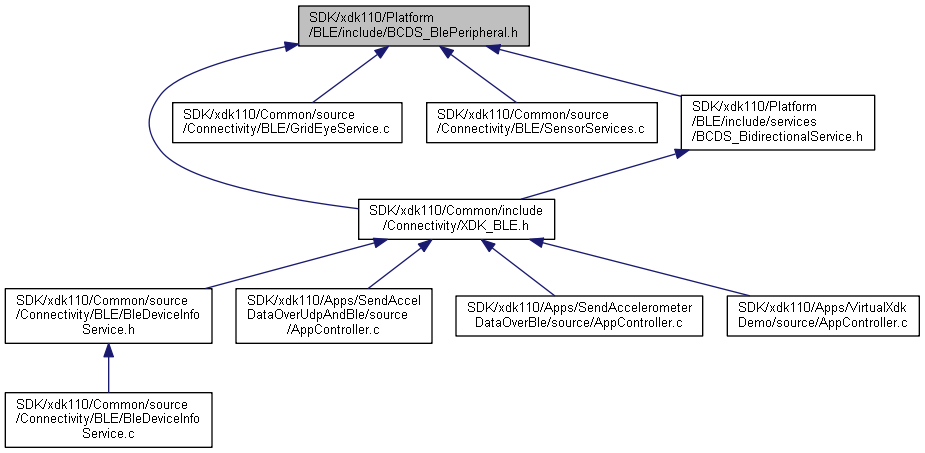 SDK/xdk110/Platform
/BLE/include/BCDS_BlePeripheral.h
SDK/xdk110/Common/source
/Connectivity/BLE/GridEyeService.c
SDK/xdk110/Common/source
/Connectivity/BLE/SensorServices.c
SDK/xdk110/Platform
/BLE/include/services
/BCDS_BidirectionalService.h
SDK/xdk110/Common/include
/Connectivity/XDK_BLE.h
SDK/xdk110/Common/source
/Connectivity/BLE/BleDeviceInfo
Service.h
SDK/xdk110/Apps/SendAccel
DataOverUdpAndBle/source
/AppController.c
SDK/xdk110/Apps/SendAccelerometer
DataOverBle/source/AppController.c
SDK/xdk110/Apps/VirtualXdk
Demo/source/AppController.c
SDK/xdk110/Common/source
/Connectivity/BLE/BleDeviceInfo
Service.c